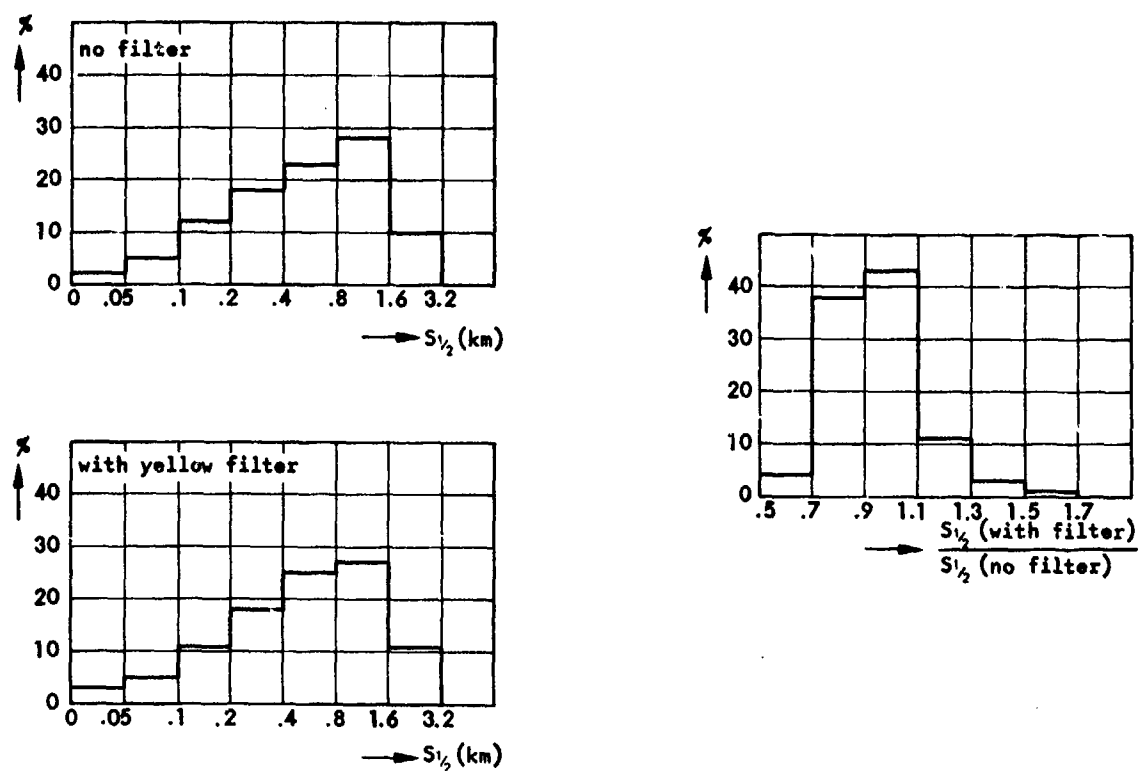 %
no filter
40
30
20
10
0
0 .05 .1 .2 .4 .8 1.6 3.2
S½ (km)
%
with yellow filter
40
30
20
10
0
0 .05 .1 .2 .4 .8 1.6 3.2
S½ (km)
%
40
30
20
10
0
.5 .7 .9 1.1 1.3 1.5 1.7
S½ (with filter)
S½ (no filter)